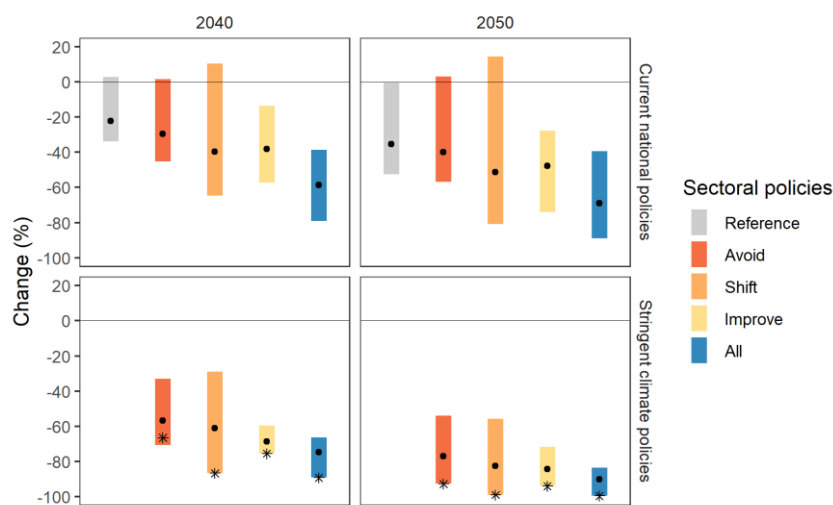 2040
2050
20
0
-20
-40
-60
-80
-100
20
0
-20
-40
-60
-80
-100
Change (%)
Current national policies
Stringent climate policies
Sectoral policies
Reference
Avoid
Shift
Improve
All